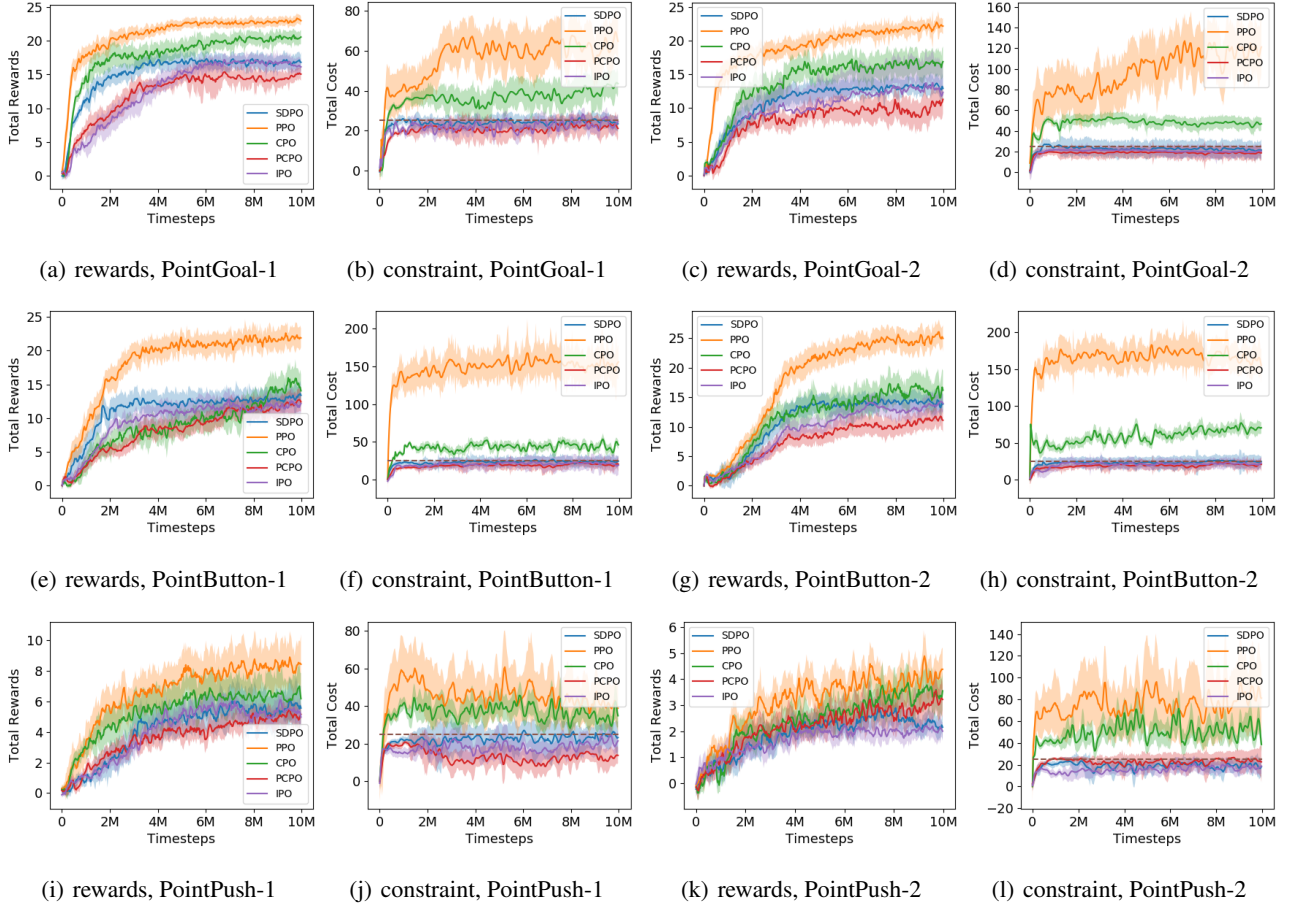 Total Rewards
25
20
15
10
5
0
SDPO
PPO
CPO
PCPO
IPO
0 2M 4M 6M 8M 10M
Timesteps
(a) rewards, PointGoal-1
Total Cost
80
60
40
20
0
SDPO
PPO
CPO
PCPO
IPO
0 2M 4M 6M 8M 10M
Timesteps
(b) constraint, PointGoal-1
Total Rewards
25
20
15
10
5
0
SDPO
PPO
CPO
PCPO
IPO
0 2M 4M 6M 8M 10M
Timesteps
(c) rewards, PointGoal-2
Total Cost
160
140
120
100
80
60
40
20
0
SDPO
PPO
CPO
PCPO
IPO
0 2M 4M 6M 8M 10M
Timesteps
(d) constraint, PointGoal-2
Total Rewards
25
20
15
10
5
0
SDPO
PPO
CPO
PCPO
IPO
0 2M 4M 6M 8M 10M
Timesteps
(e) rewards, PointButton-1
Total Cost
200
150
100
50
0
SDPO
PPO
CPO
PCPO
IPO
0 2M 4M 6M 8M 10M
Timesteps
(f) constraint, PointButton-1
Total Rewards
25
20
15
10
5
0
SDPO
PPO
CPO
PCPO
IPO
0 2M 4M 6M 8M 10M
Timesteps
(g) rewards, PointButton-2
Total Cost
200
150
100
50
0
SDPO
PPO
CPO
PCPO
IPO
0 2M 4M 6M 8M 10M
Timesteps
(h) constraint, PointButton-2
Total Rewards
10
8
6
4
2
0
SDPO
PPO
CPO
PCPO
IPO
0 2M 4M 6M 8M 10M
Timesteps
(i) rewards, PointPush-1
Total Cost
80
60
40
20
0
SDPO
PPO
CPO
PCPO
IPO
0 2M 4M 6M 8M 10M
Timesteps
(j) constraint, PointPush-1
Total Rewards
6
5
4
3
2
1
0
SDPO
PPO
CPO
PCPO
IPO
0 2M 4M 6M 8M 10M
Timesteps
(k) rewards, PointPush-2
Total Cost
140
120
100
80
60
40
20
0
−20
SDPO
PPO
CPO
PCPO
IPO
0 2M 4M 6M 8M 10M
Timesteps
(l) constraint, PointPush-2